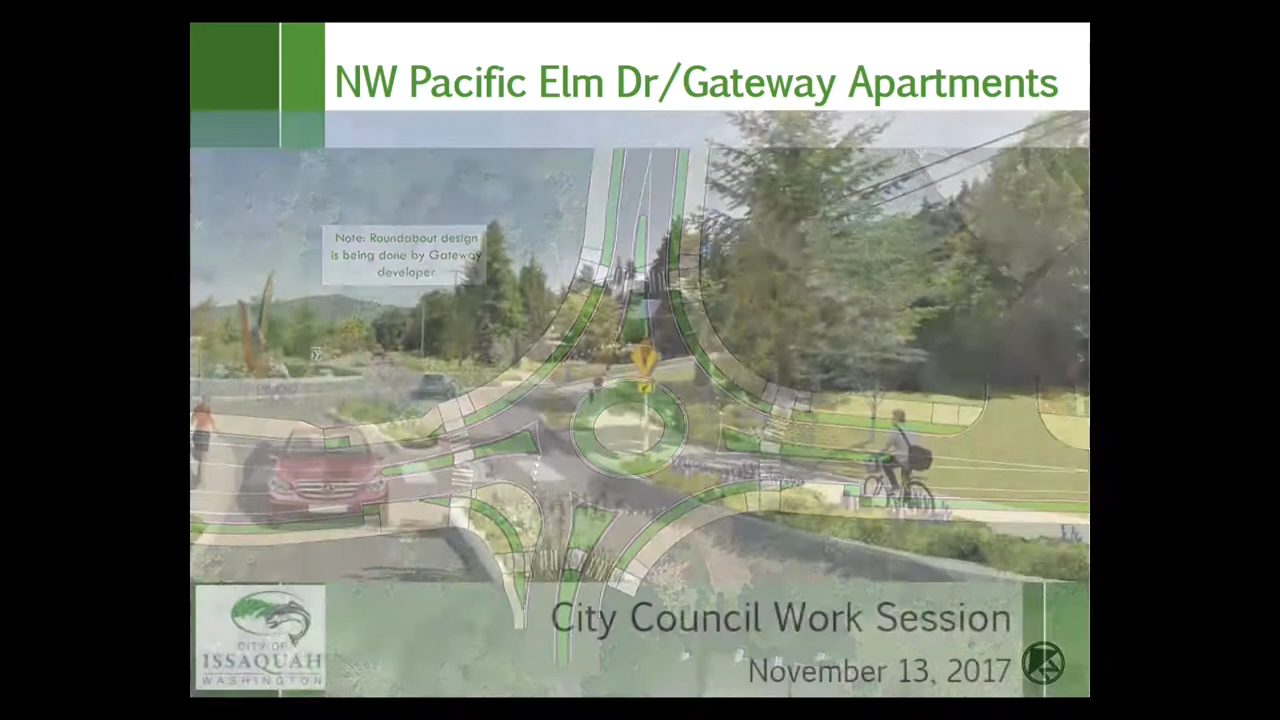 NW Pacific Elm Dr/Gateway Apartments
Note: Roundabout design
is being done by Gateway
developer
City Council Work Session
November 13, 2017
CITY OF
ISSAQUAH
WASHINGTON